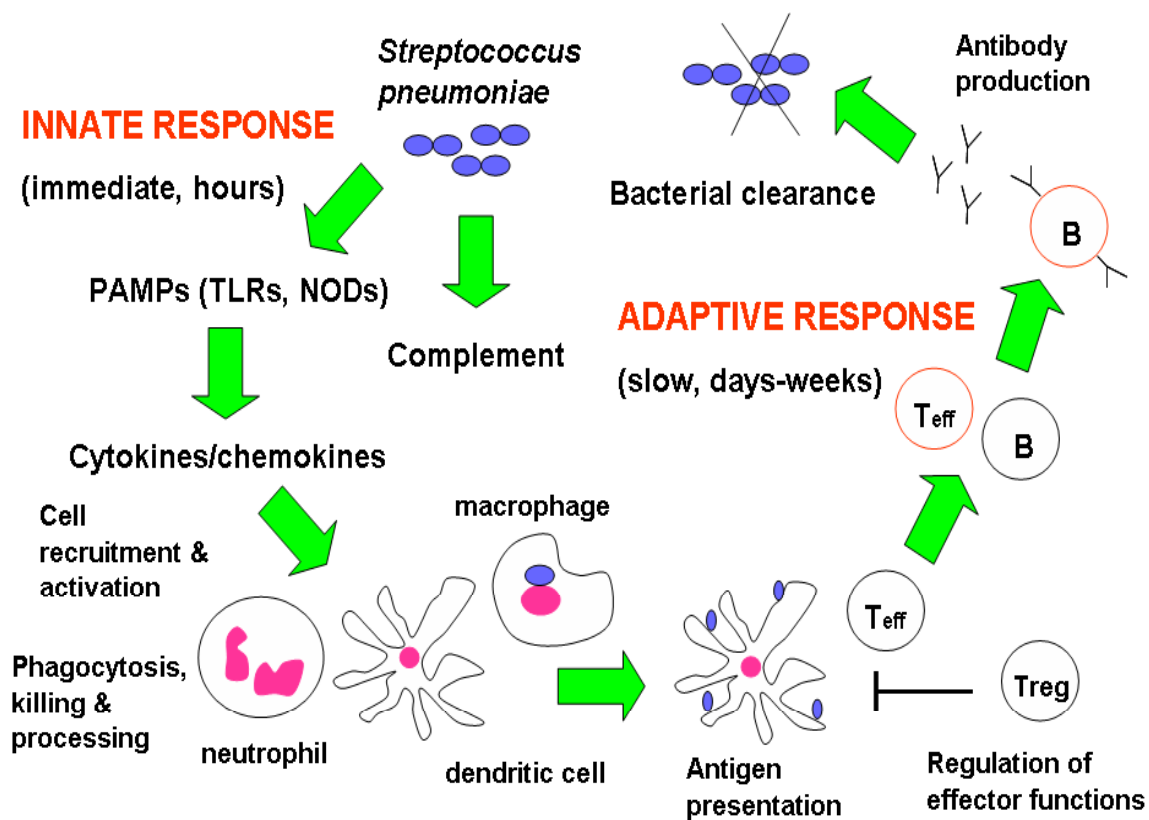 Streptococcus
pneumoniae
INNATE RESPONSE
(immediate, hours)
PAMPs (TLRs, NODs)
Complement
Cytokines/chemokines
Cell
recruitment &
activation
Phagocytosis,
killing &
processing
neutrophil
macrophage
dendritic cell
Antigen
presentation
Teff
Treg
Regulation of
effector functions
Teff
B
ADAPTIVE RESPONSE
(slow, days-weeks)
B
Antibody
production
Bacterial clearance